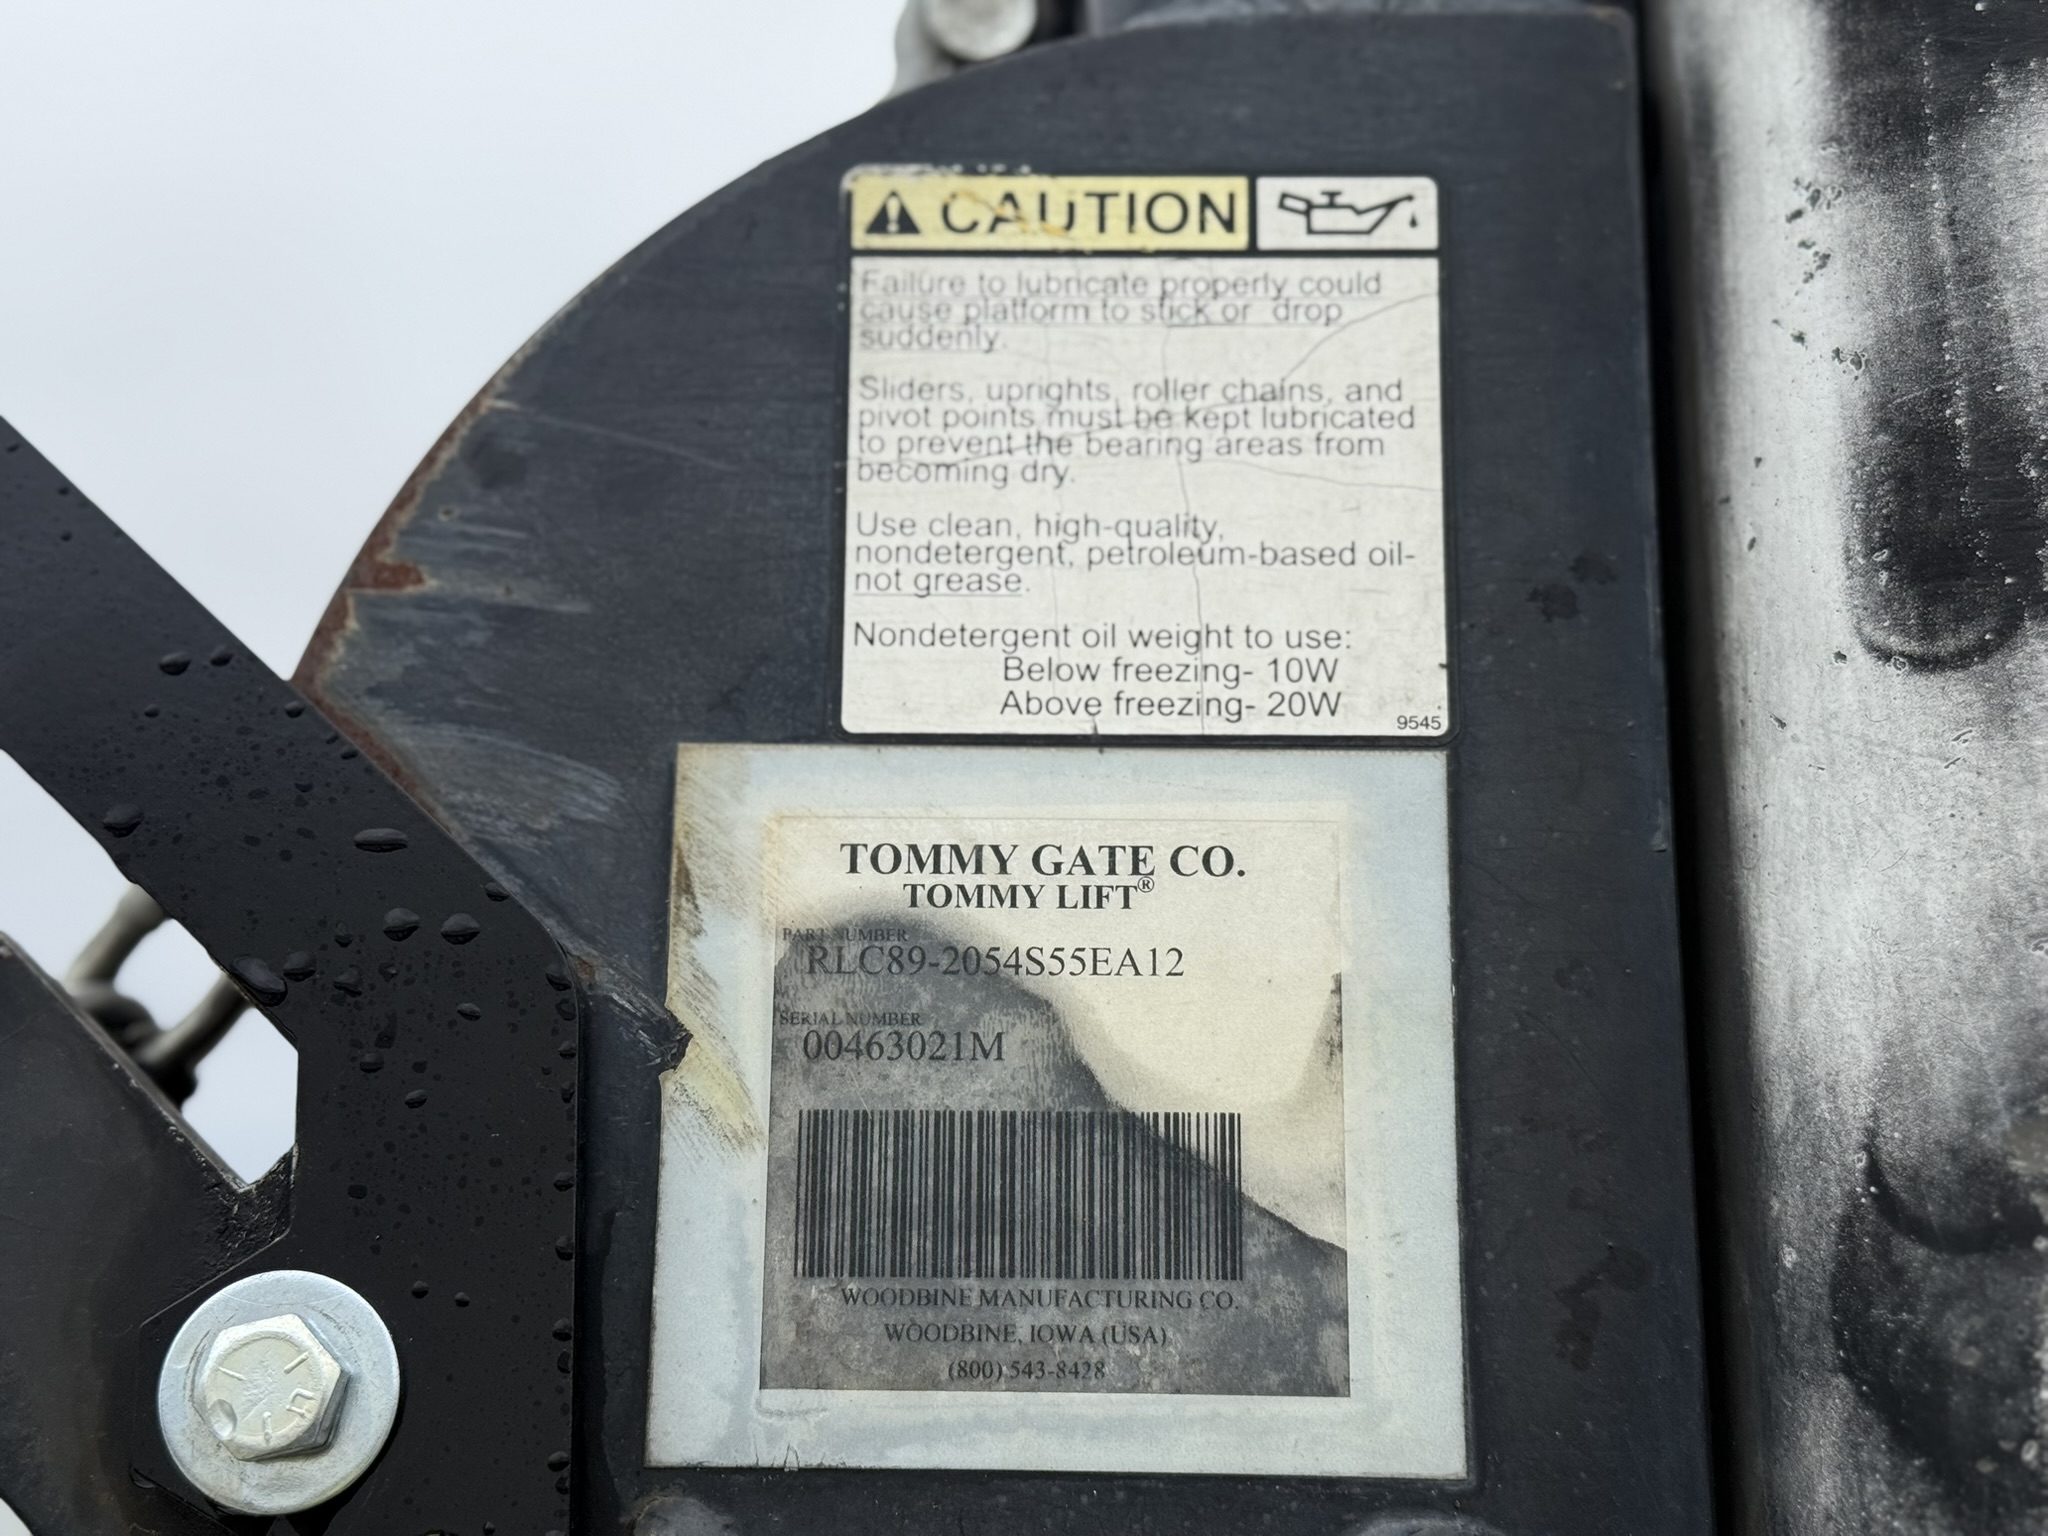 CAUTION
Failure to lubricate properly could
cause platform to stick or drop
suddenly.
Sliders, uprights, roller chains, and
pivot points must be kept lubricated
to prevent the bearing areas from
becoming dry.
Use clean, high-quality,
nondetergent, petroleum-based oil-
not grease.
Nondetergent oil weight to use:
Below freezing- 10W
Above freezing- 20W
9545
TOMMY GATE CO.
TOMMY LIFT®
PART NUMBER
RLC89-2054S55EA12
SERIAL NUMBER
00463021M
WOODBINE MANUFACTURING CO.
WOODBINE, IOWA (USA)
(800) 543-8428